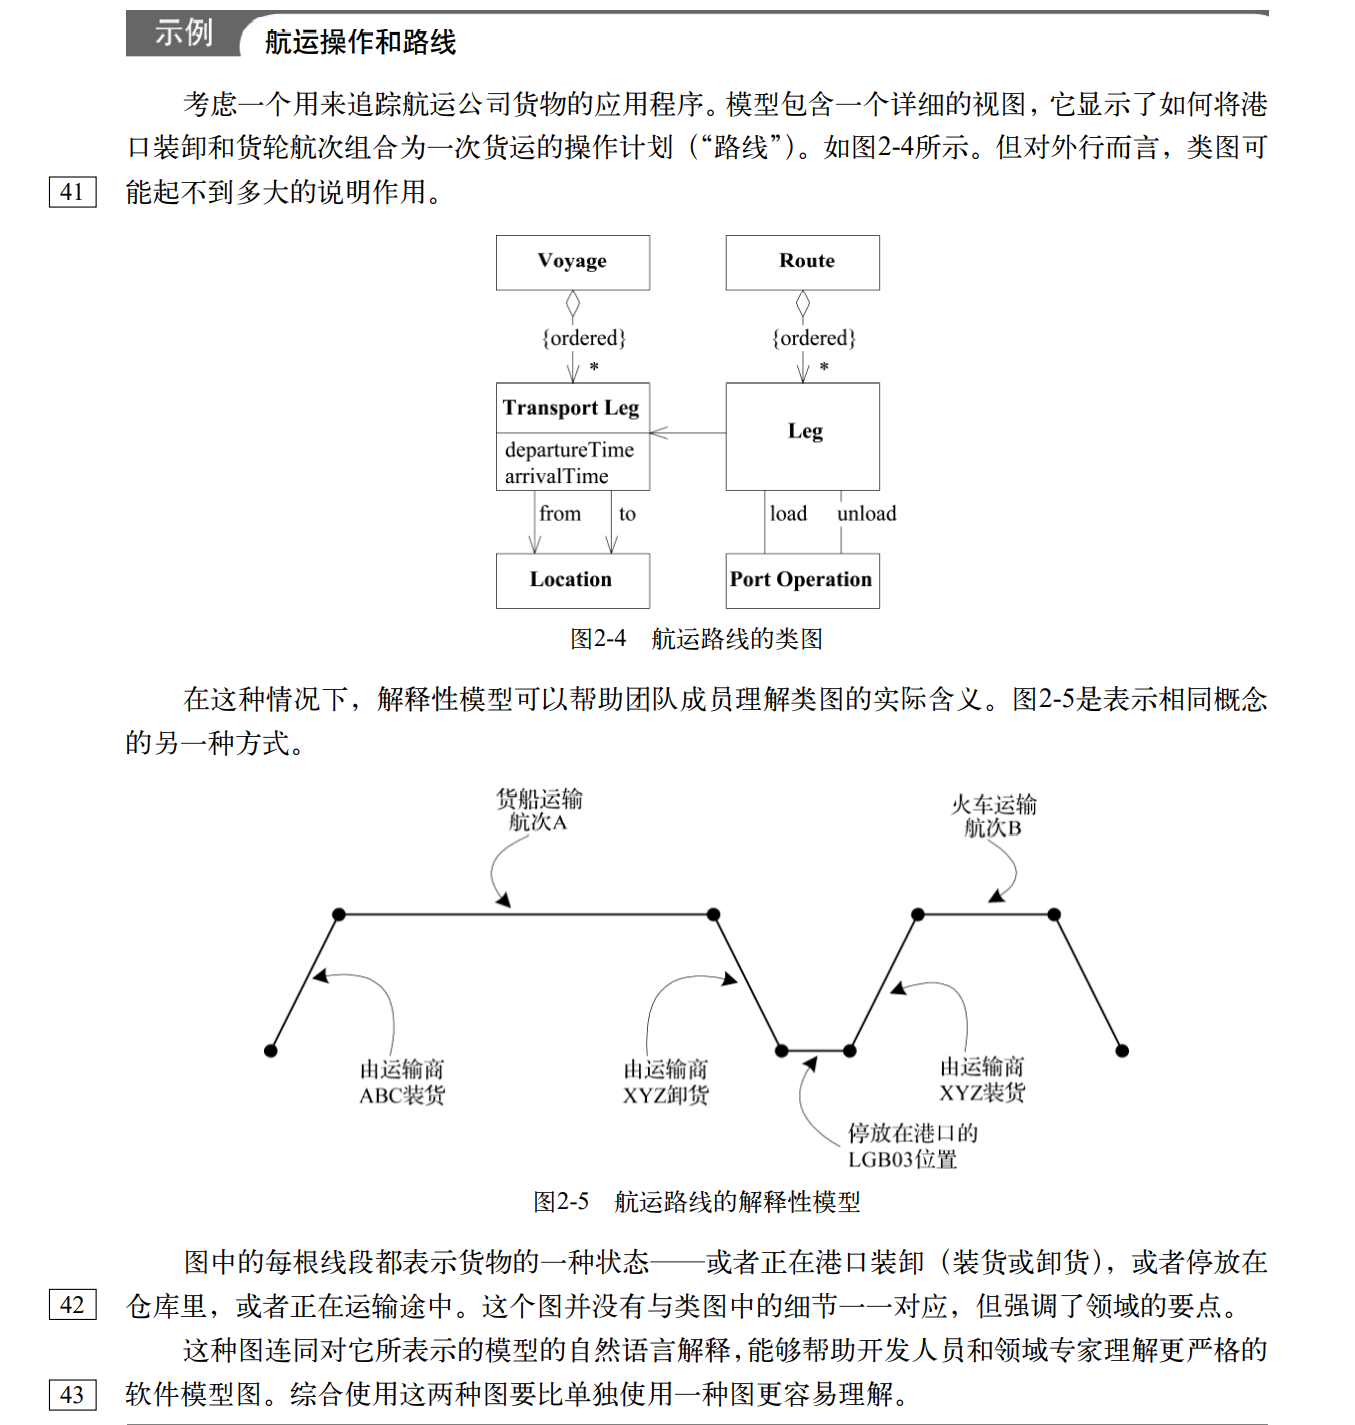 示例
航运操作和路线
考虑一个用来追踪航运公司货物的应用程序。模型包含一个详细的视图，它显示了如何将港
口装卸和货轮航次组合为一次货运的操作计划（“路线”）。如图2-4所示。但对外行而言，类图可
41
能起不到多大的说明作用。
Voyage
Route
{ordered}
{ordered}
*
*
Transport Leg
Leg
departureTime
arrivalTime
from
to
load
unload
Location
Port Operation
图2-4 航运路线的类图
在这种情况下，解释性模型可以帮助团队成员理解类图的实际含义。图2-5是表示相同概念
的另一种方式。
货船运输
航次A
火车运输
航次B
由运输商
ABC装货
由运输商
XYZ卸货
由运输商
XYZ装货
停放在港口的
LGB03位置
图2-5 航运路线的解释性模型
图中的每根线段都表示货物的一种状态——或者正在港口装卸（装货或卸货），或者停放在
42
仓库里，或者正在运输途中。这个图并没有与类图中的细节一一对应，但强调了领域的要点。
这种图连同对它所表示的模型的自然语言解释，能够帮助开发人员和领域专家理解更严格的
43
软件模型图。综合使用这两种图要比单独使用一种图更容易理解。